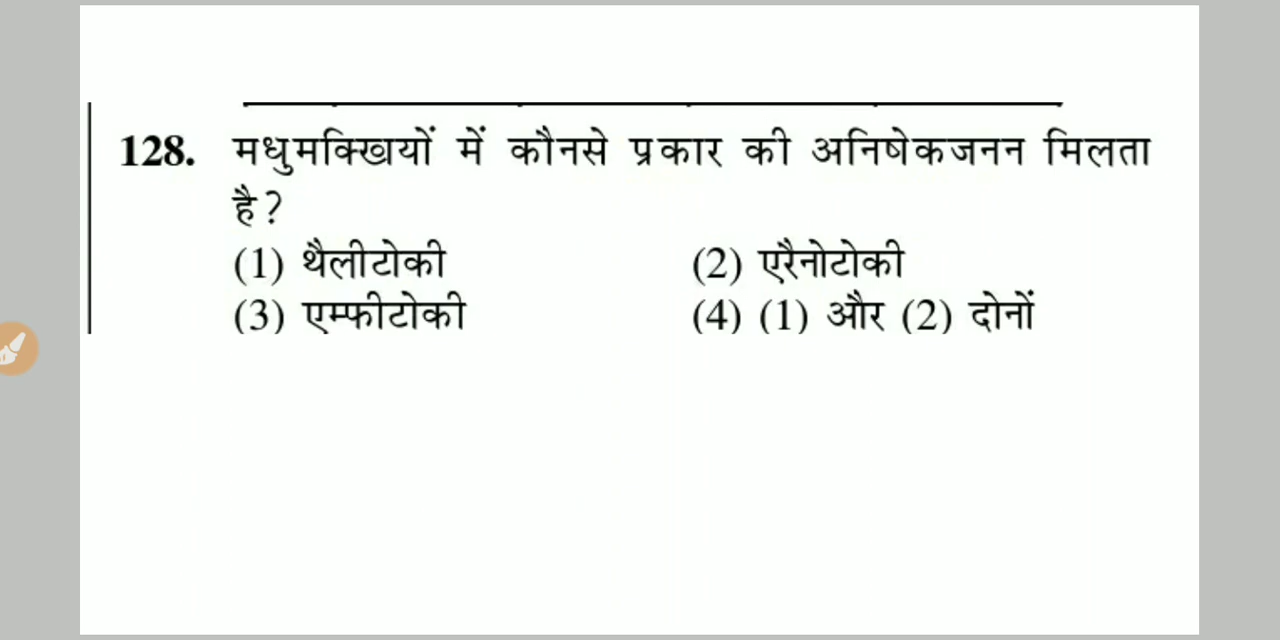 128. मधुमक्खियों में कौनसे प्रकार की अनिषेकजनन मिलता
है?
(1) थैलीटोकी (2) एरैनोटोकी
(3) एम्फीटोकी (4) (1) और (2) दोनों